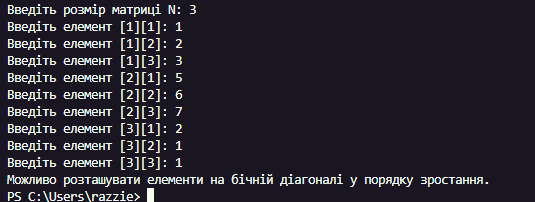 Введіть розмір матриці N: 3
Введіть елемент [1][1]: 1
Введіть елемент [1][2]: 2
Введіть елемент [1][3]: 3
Введіть елемент [2][1]: 5
Введіть елемент [2][2]: 6
Введіть елемент [2][3]: 7
Введіть елемент [3][1]: 2
Введіть елемент [3][2]: 1
Введіть елемент [3][3]: 1
Можливо розташувати елементи на бічній діагоналі у порядку зростання.
PS C:\Users\razzie>